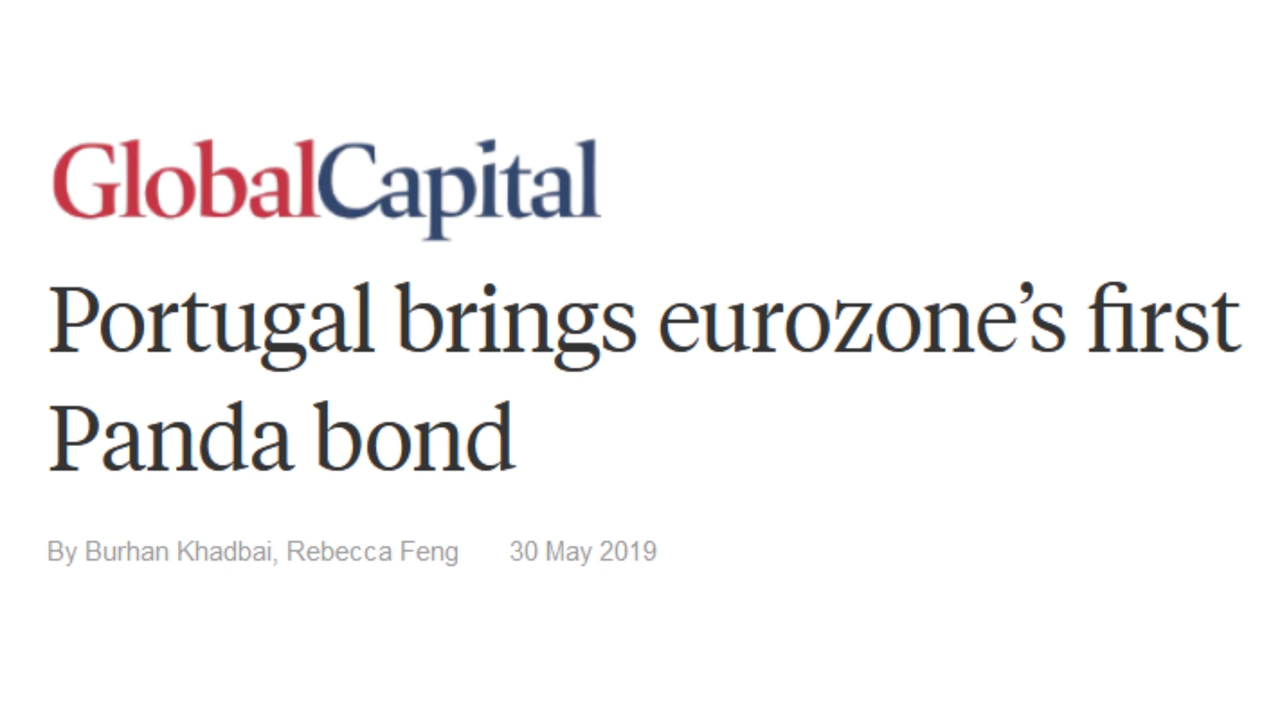 GlobalCapital
Portugal brings eurozone’s first
Panda bond
By Burhan Khadbai, Rebecca Feng 30 May 2019